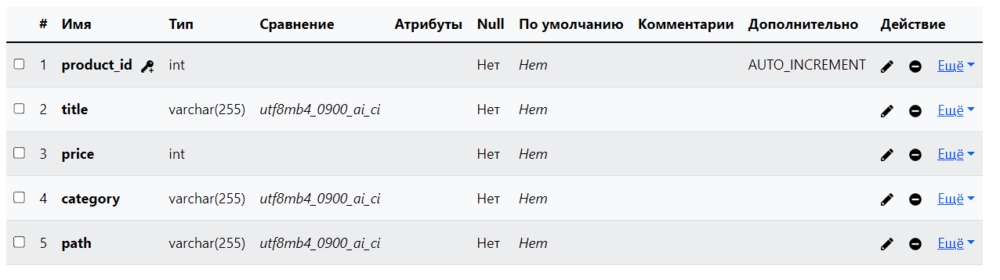 # Имя Тип Сравнение Атрибуты Null По умолчанию Комментарии Дополнительно Действие
1 product_id int Нет Нет AUTO_INCREMENT Ещё
2 title varchar(255) utf8mb4_0900_ai_ci Нет Нет Ещё
3 price int Нет Нет Ещё
4 category varchar(255) utf8mb4_0900_ai_ci Нет Нет Ещё
5 path varchar(255) utf8mb4_0900_ai_ci Нет Нет Ещё